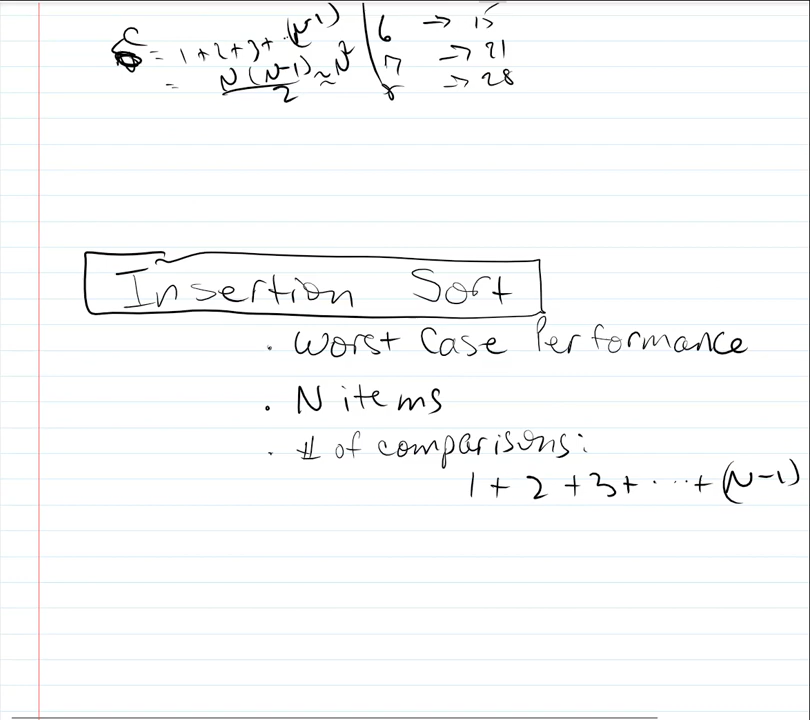 C = 1 + 2 + 3 + ... (N-1)
= N(N-1)/2 ≈ N²
6 → 15
7 → 21
8 → 28
Insertion Sort
. Worst Case Performance
. N items
. # of comparisons:
1 + 2 + 3 + ... + (N-1)